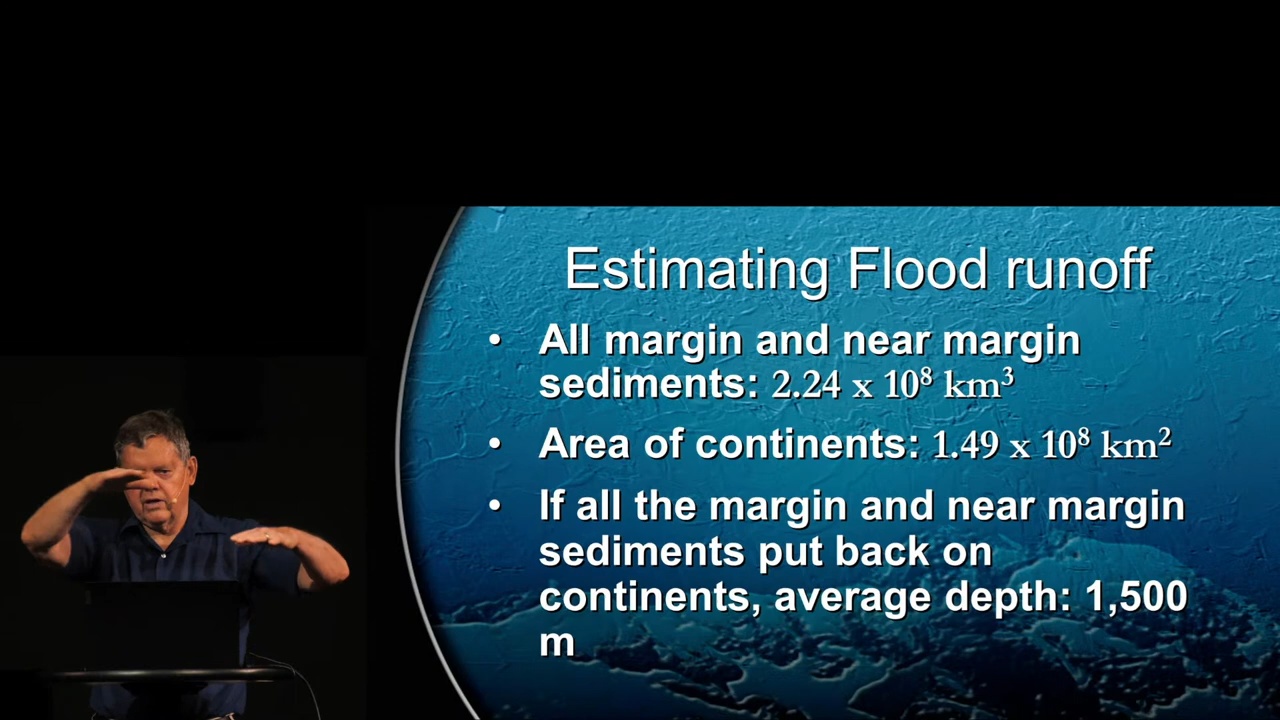 Estimating Flood runoff
• All margin and near margin
sediments: 2.24 x 10⁸ km³
• Area of continents: 1.49 x 10⁸ km²
• If all the margin and near margin
sediments put back on
continents, average depth: 1,500
m